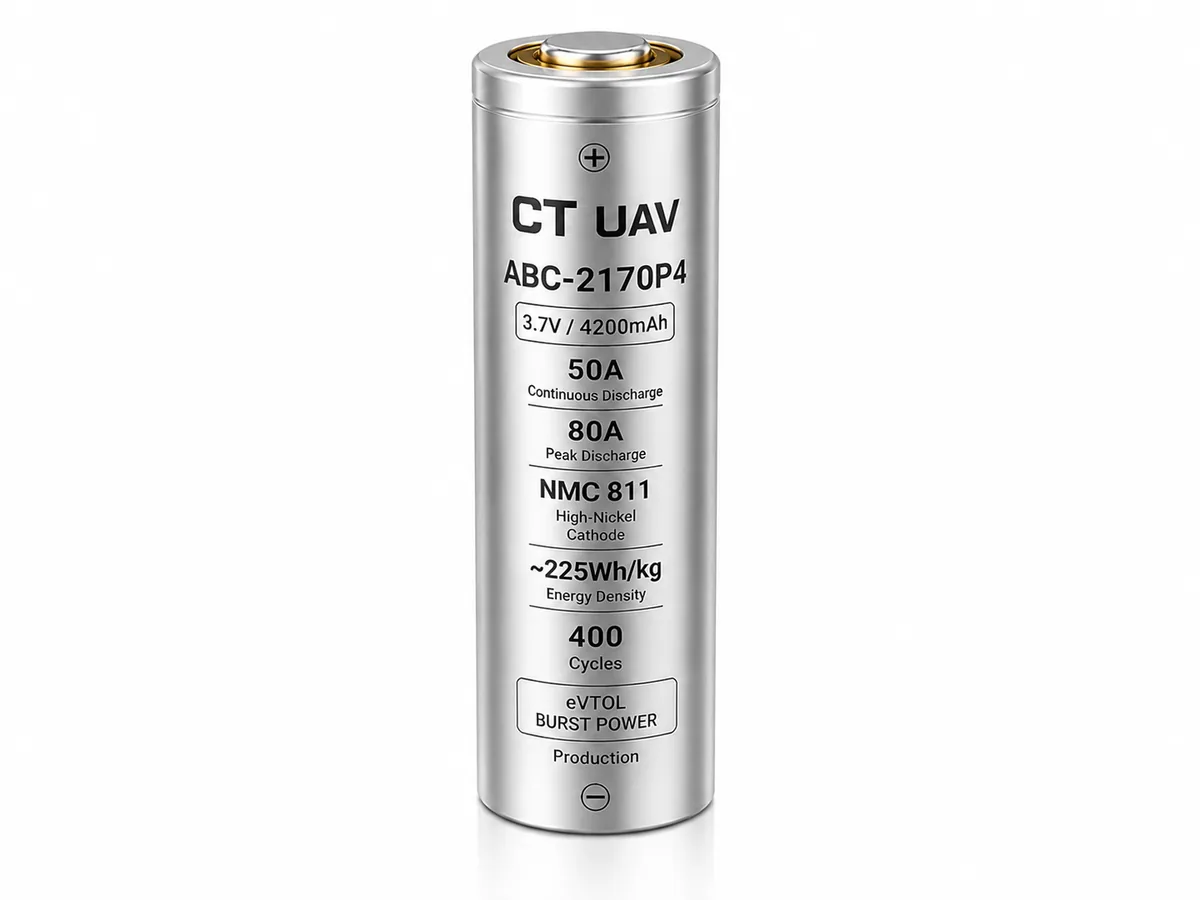 +
CT UAV
ABC-2170P4
3.7V / 4200mAh
50A
Continuous Discharge
80A
Peak Discharge
NMC 811
High-Nickel
Cathode
~225Wh/kg
Energy Density
400
Cycles
eVTOL
BURST POWER
Production
−